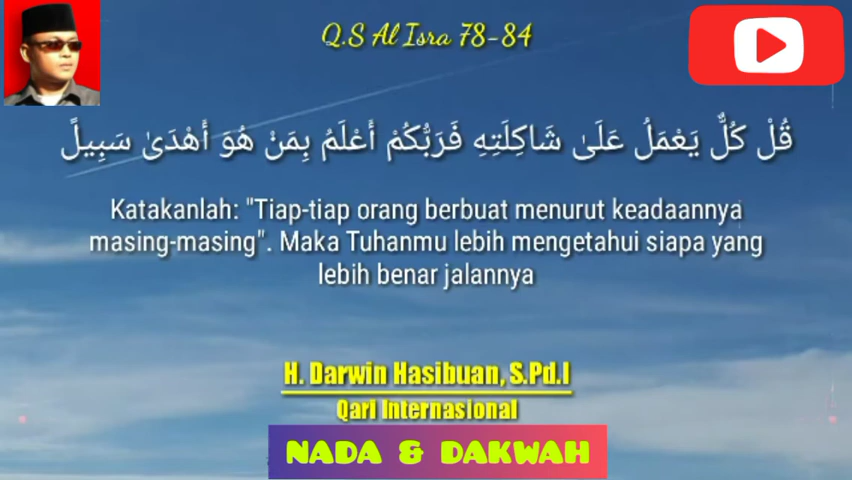 Q.S Al Isra 78-84
قُلْ كُلٌّ يَعْمَلُ عَلَىٰ شَاكِلَتِهِ فَرَبُّكُمْ أَعْلَمُ بِمَنْ هُوَ أَهْدَىٰ سَبِيلً
Katakanlah: "Tiap-tiap orang berbuat menurut keadaannya
masing-masing". Maka Tuhanmu lebih mengetahui siapa yang
lebih benar jalannya
H. Darwin Hasibuan, S.Pd.I
Qari Internasional
NADA & DAKWAH